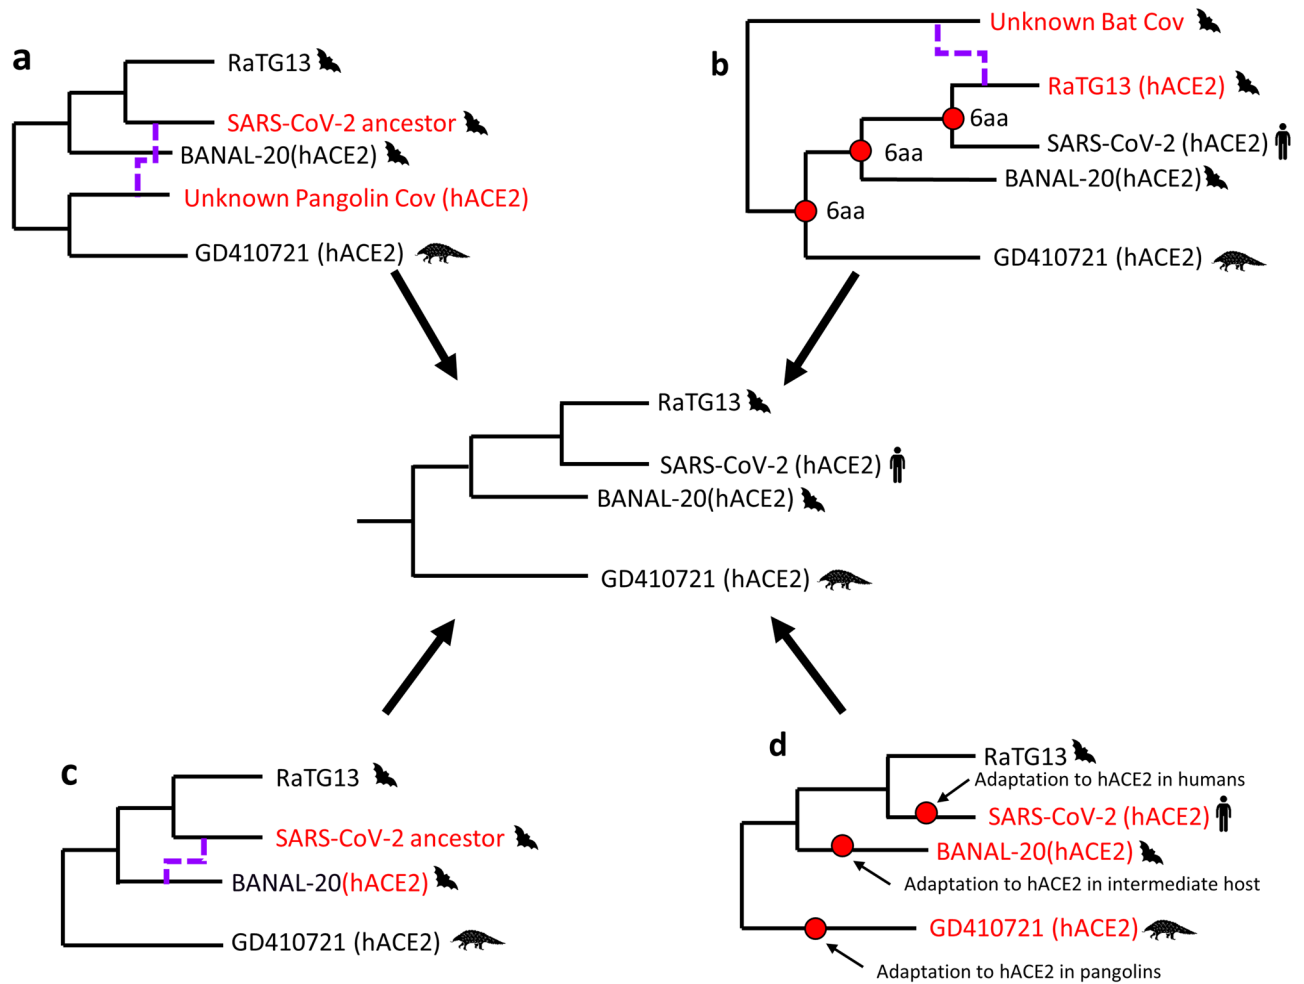 a
RaTG13
SARS-CoV-2 ancestor
BANAL-20(hACE2)
Unknown Pangolin Cov (hACE2)
GD410721 (hACE2)
b
Unknown Bat Cov
RaTG13 (hACE2)
6aa
SARS-CoV-2 (hACE2)
6aa
BANAL-20(hACE2)
6aa
GD410721 (hACE2)
RaTG13
SARS-CoV-2 (hACE2)
BANAL-20(hACE2)
GD410721 (hACE2)
c
RaTG13
SARS-CoV-2 ancestor
BANAL-20(hACE2)
GD410721 (hACE2)
d
RaTG13
Adaptation to hACE2 in humans
SARS-CoV-2 (hACE2)
BANAL-20(hACE2)
Adaptation to hACE2 in intermediate host
GD410721 (hACE2)
Adaptation to hACE2 in pangolins